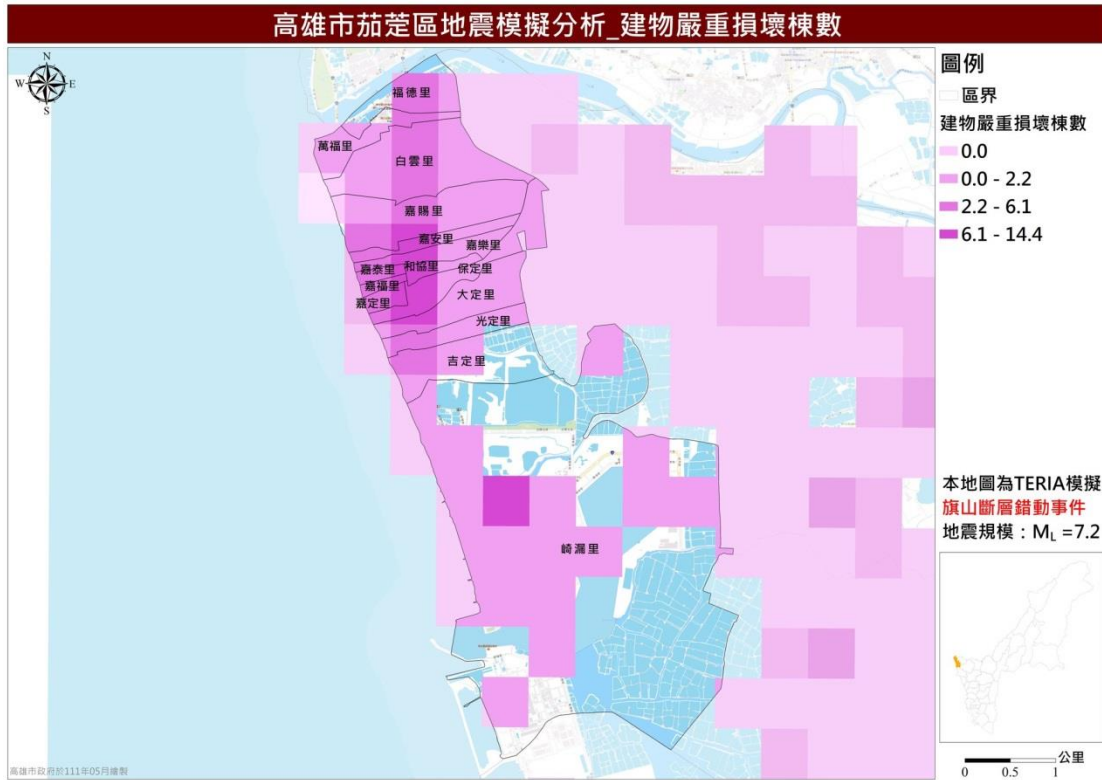 高雄市茄萣區地震模擬分析_建物嚴重損壞棟數
N
W
E
S
圖例
區界
建物嚴重損壞棟數
0.0
0.0 - 2.2
2.2 - 6.1
6.1 - 14.4
福德里
萬福里
白雲里
嘉賜里
嘉安里
嘉樂里
嘉泰里
和協里
保定里
嘉福里
大定里
嘉定里
光定里
吉定里
崎漏里
本地圖為TERIA模擬
旗山斷層錯動事件
地震規模：ML =7.2
公里
0 0.5 1
高雄市政府於111年05月繪製